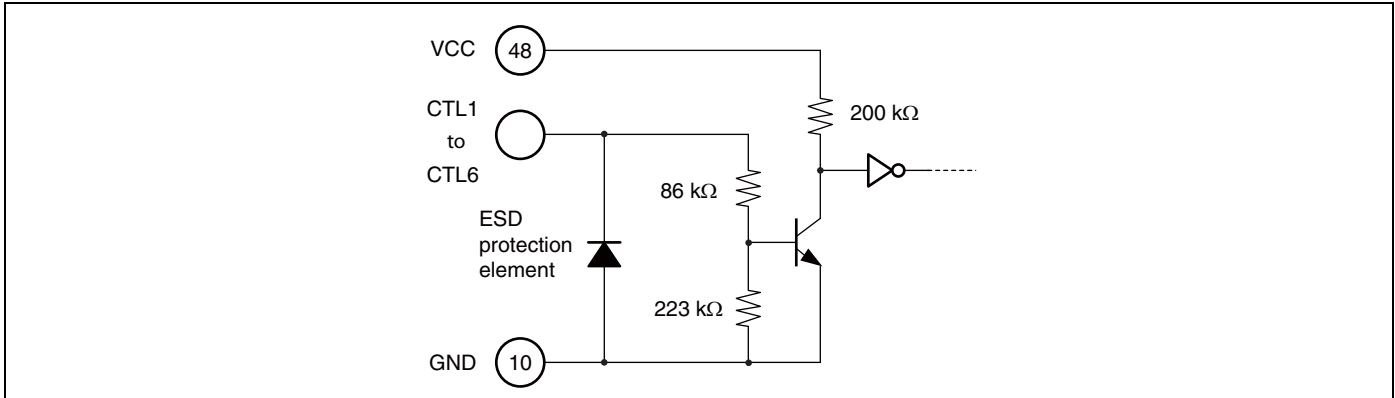 VCC 48
CTL1
to
CTL6
200 kΩ
86 kΩ
ESD
protection
element
223 kΩ
GND 10